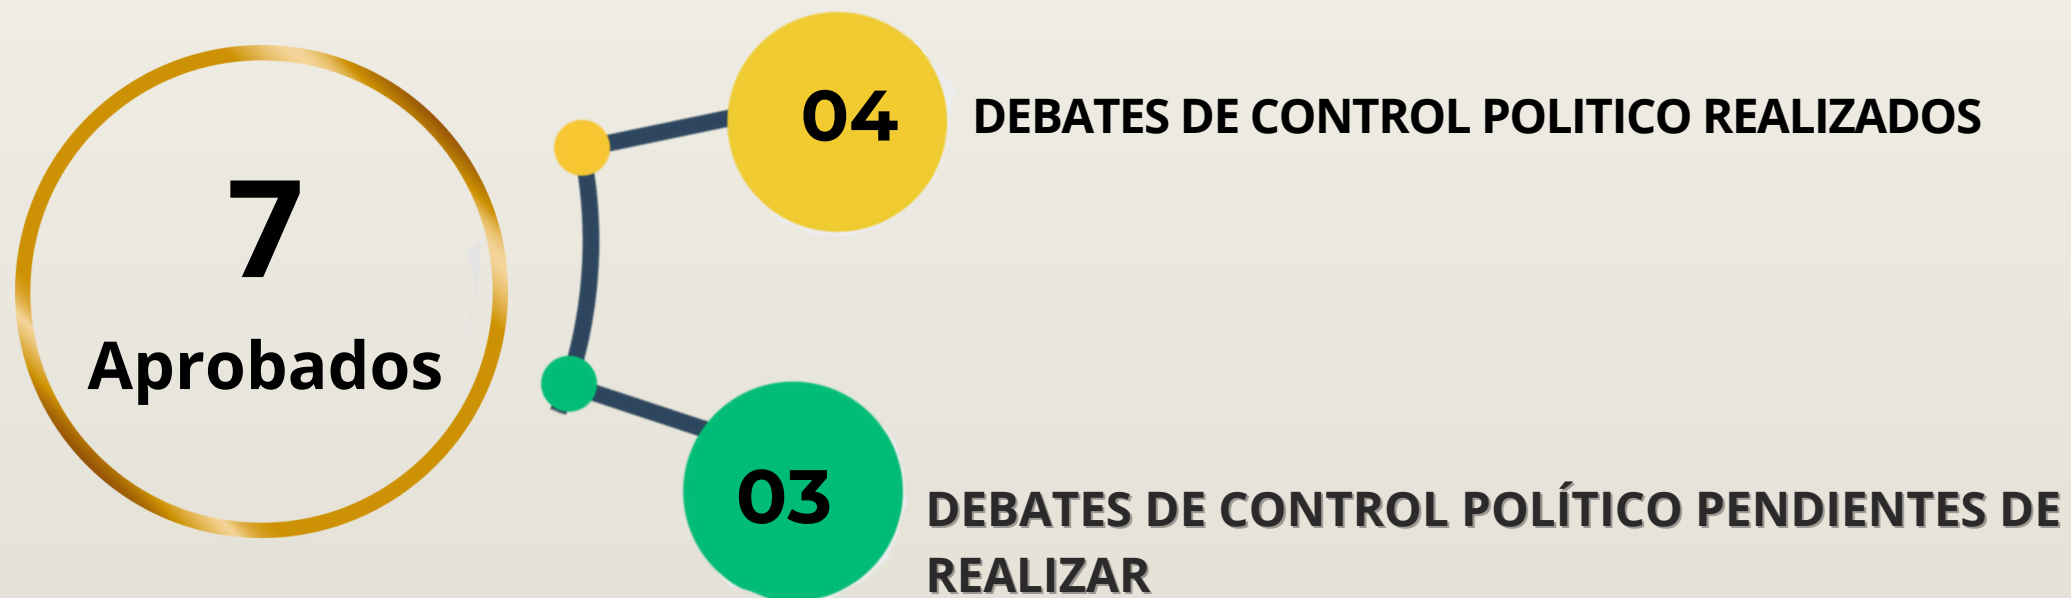 7
Aprobados
04
DEBATES DE CONTROL POLITICO REALIZADOS
03
DEBATES DE CONTROL POLÍTICO PENDIENTES DE
REALIZAR